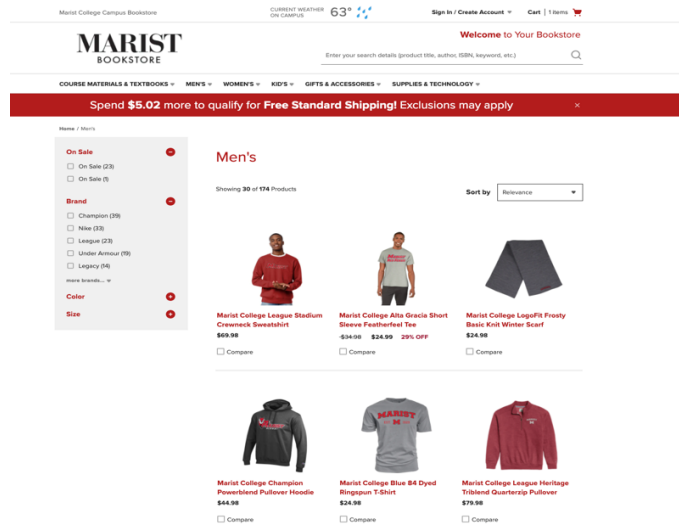 Marist College Campus Bookstore
CURRENT WEATHER
ON CAMPUS
63°
Sign In / Create Account
Cart | 1 items
MARIST
BOOKSTORE
Welcome to Your Bookstore
Enter your search details (product title, author, ISBN, keyword, etc.)
COURSE MATERIALS & TEXTBOOKS MEN'S WOMEN'S KID'S GIFTS & ACCESSORIES SUPPLIES & TECHNOLOGY
Spend $5.02 more to qualify for Free Standard Shipping! Exclusions may apply ×
Home / Men's
On Sale
On Sale (23)
On Sale (1)
Brand
Champion (39)
Nike (33)
League (23)
Under Armour (19)
Legacy (14)
more brands...
Color
Size
Men's
Showing 30 of 174 Products
Sort by Relevance
Marist College League Stadium
Crewneck Sweatshirt
$69.98
Compare
Marist College Alta Gracia Short
Sleeve Featherfeel Tee
$34.98 $24.99 29% OFF
Compare
Marist College LogoFit Frosty
Basic Knit Winter Scarf
$24.98
Compare
MARIST
M
Marist College Champion
Powerblend Pullover Hoodie
$44.98
Compare
Marist College Blue 84 Dyed
Ringspun T-Shirt
$24.98
Compare
Marist College League Heritage
Triblend Quarterzip Pullover
$79.98
Compare